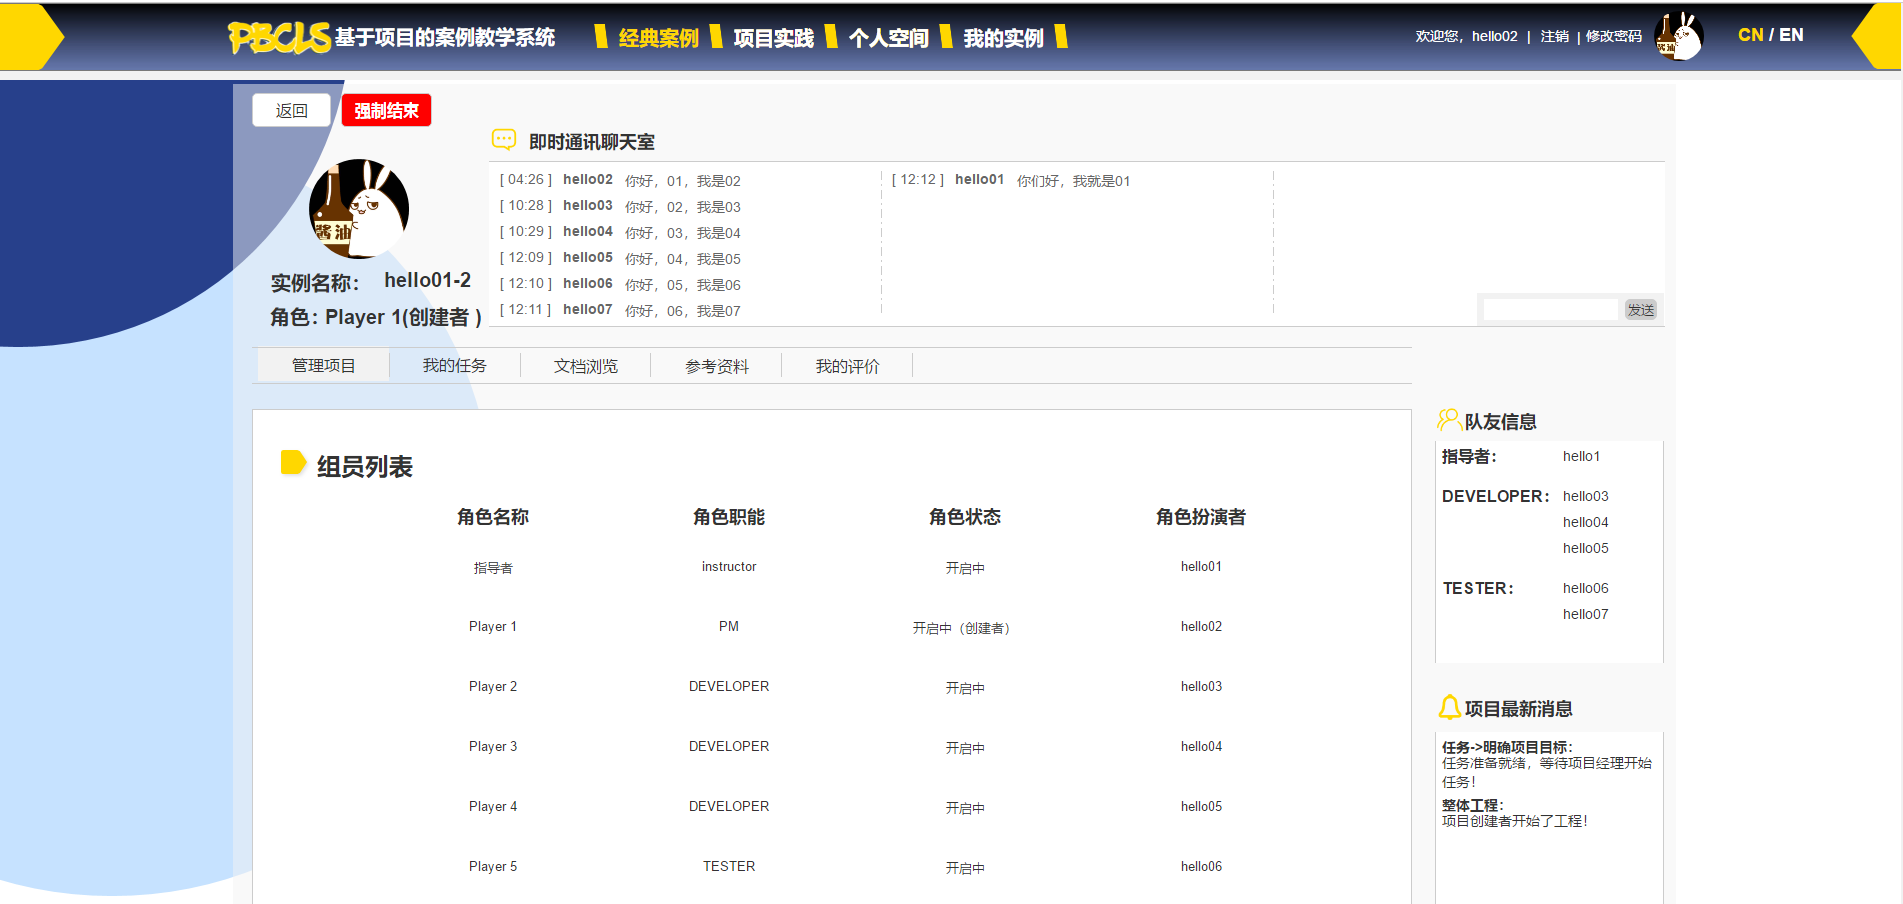 PBCLS 基于项目的案例教学系统 经典案例 项目实践 个人空间 我的实例 欢迎您，hello02 | 注销 | 修改密码 酱油 CN / EN
返回 强制结束
即时通讯聊天室
[ 04:26 ] hello02 你好，01，我是02
[ 10:28 ] hello03 你好，02，我是03
[ 10:29 ] hello04 你好，03，我是04
[ 12:09 ] hello05 你好，04，我是05
[ 12:10 ] hello06 你好，05，我是06
[ 12:11 ] hello07 你好，06，我是07
[ 12:12 ] hello01 你们好，我就是01
发送
酱油
实例名称： hello01-2
角色：Player 1(创建者 )
管理项目 我的任务 文档浏览 参考资料 我的评价
组员列表
角色名称 角色职能 角色状态 角色扮演者
指导者 instructor 开启中 hello01
Player 1 PM 开启中（创建者） hello02
Player 2 DEVELOPER 开启中 hello03
Player 3 DEVELOPER 开启中 hello04
Player 4 DEVELOPER 开启中 hello05
Player 5 TESTER 开启中 hello06
队友信息
指导者： hello1
DEVELOPER： hello03
hello04
hello05
TESTER： hello06
hello07
项目最新消息
任务->明确项目目标：
任务准备就绪，等待项目经理开始
任务！
整体工程：
项目创建者开始了工程！